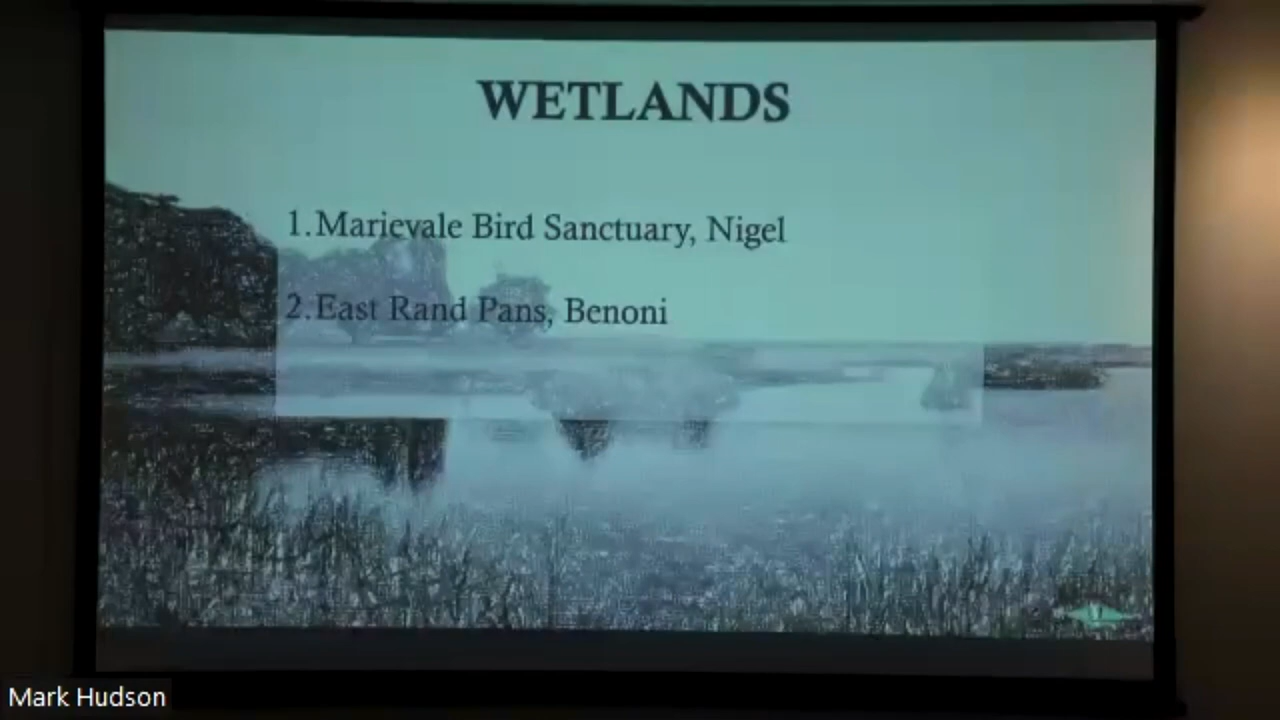 WETLANDS
1. Marievale Bird Sanctuary, Nigel
2. East Rand Pans, Benoni
Mark Hudson